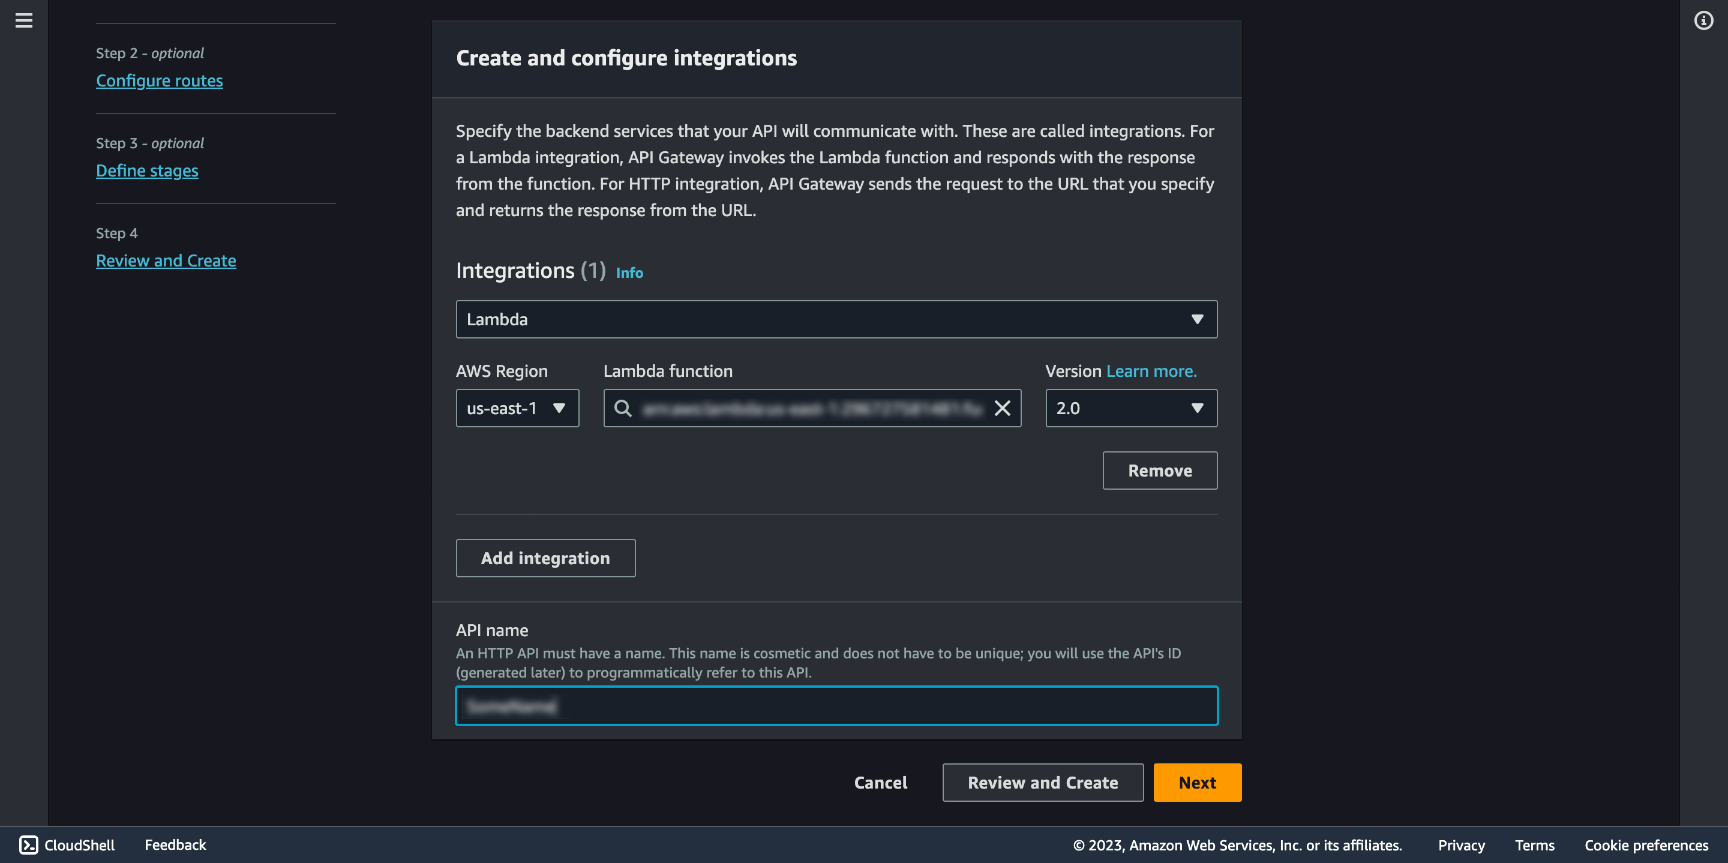 Step 2 - optional
Configure routes
Step 3 - optional
Define stages
Step 4
Review and Create
Create and configure integrations
Specify the backend services that your API will communicate with. These are called integrations. For
a Lambda integration, API Gateway invokes the Lambda function and responds with the response
from the function. For HTTP integration, API Gateway sends the request to the URL that you specify
and returns the response from the URL.
Integrations (1) Info
Lambda
AWS Region Lambda function Version Learn more.
us-east-1 2.0
Remove
Add integration
API name
An HTTP API must have a name. This name is cosmetic and does not have to be unique; you will use the API's ID
(generated later) to programmatically refer to this API.
Cancel Review and Create Next
CloudShell Feedback © 2023, Amazon Web Services, Inc. or its affiliates. Privacy Terms Cookie preferences